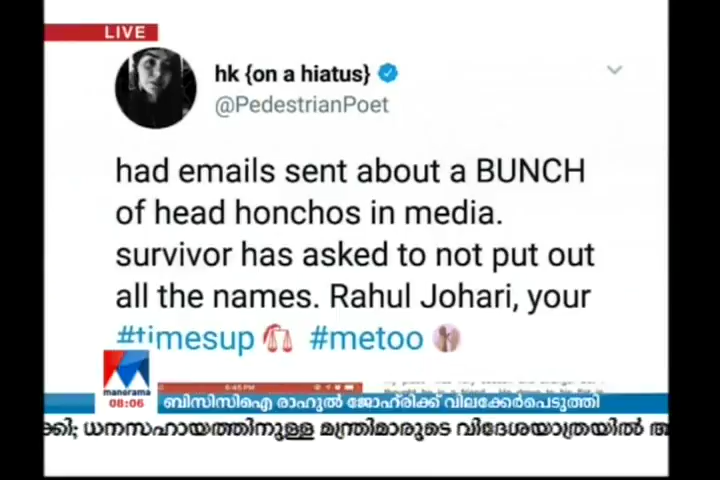 LIVE
hk {on a hiatus}
@PedestrianPoet
had emails sent about a BUNCH
of head honchos in media.
survivor has asked to not put out
all the names. Rahul Johari, your
#timesup #metoo
manorama
08:06
ബിസിസിഐ രാഹുൽ ജോഹ്‌രിക്ക് വിലക്കേർപെടുത്തി
ധനസഹായത്തിനുള്ള മന്ത്രിമാരുടെ വിദേശയാത്രയിൽ